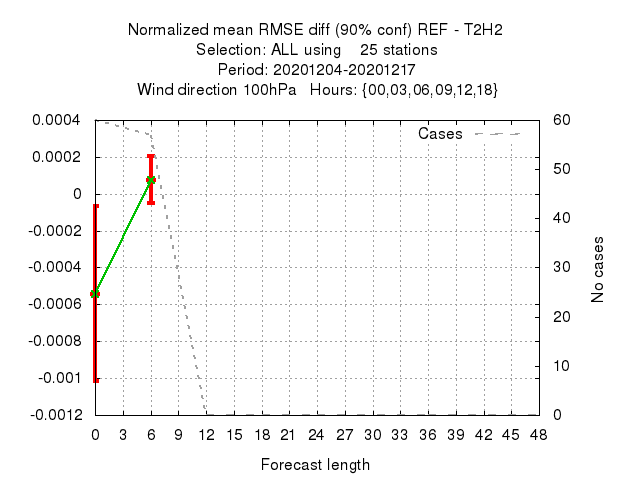 Normalized mean RMSE diff (90% conf) REF - T2H2
Selection: ALL using    25 stations
Period: 20201204-20201217
Wind direction 100hPa   Hours: {00,03,06,09,12,18}
Cases
0.0004
0.0002
0
-0.0002
-0.0004
-0.0006
-0.0008
-0.001
-0.0012
60
50
40
30
20
10
0
No cases
0 3 6 9 12 15 18 21 24 27 30 33 36 39 42 45 48
Forecast length